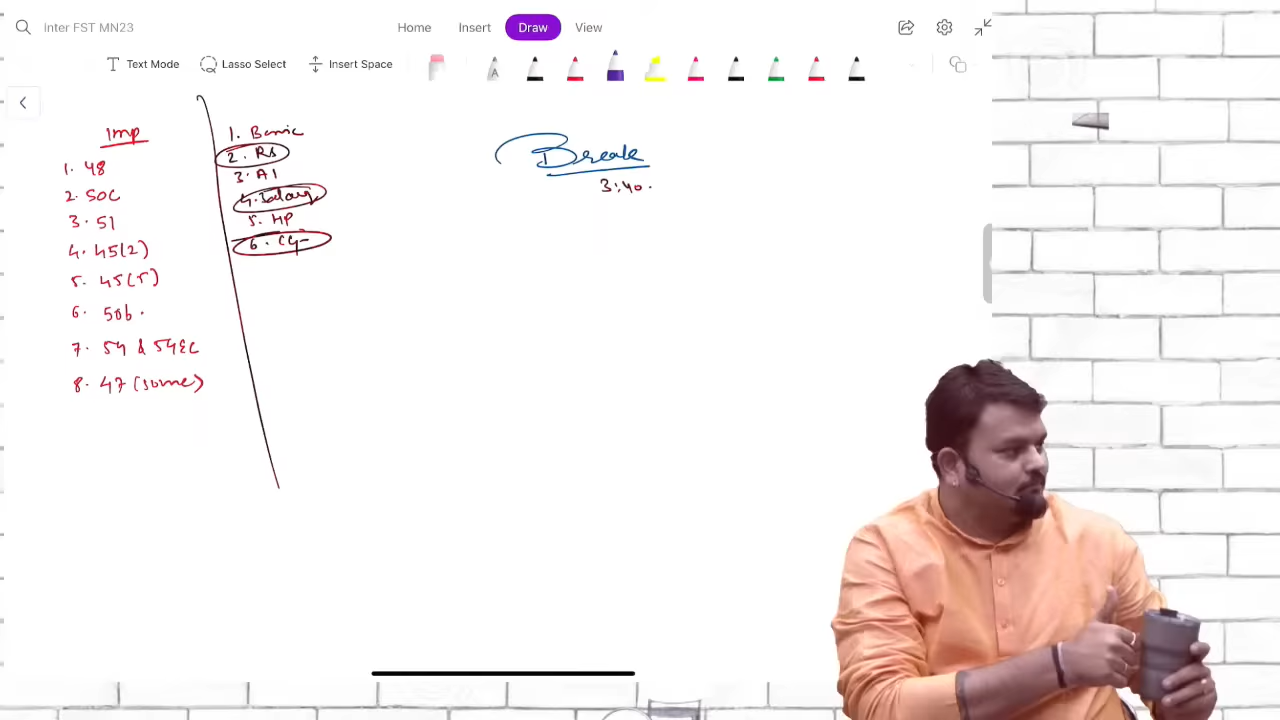 inter FST MN23
Home Insert Draw View
Text Mode Lasso Select Insert Space
Imp
1. 48
2. 50C
3. 51
4. 45(2)
5. 45(5)
6. 50b.
7. 54 & 54EC
8. 47 (some)
1. Basic
2. RS
3. AI
4. Salary
5. HP
6. CG
Break
3:40.